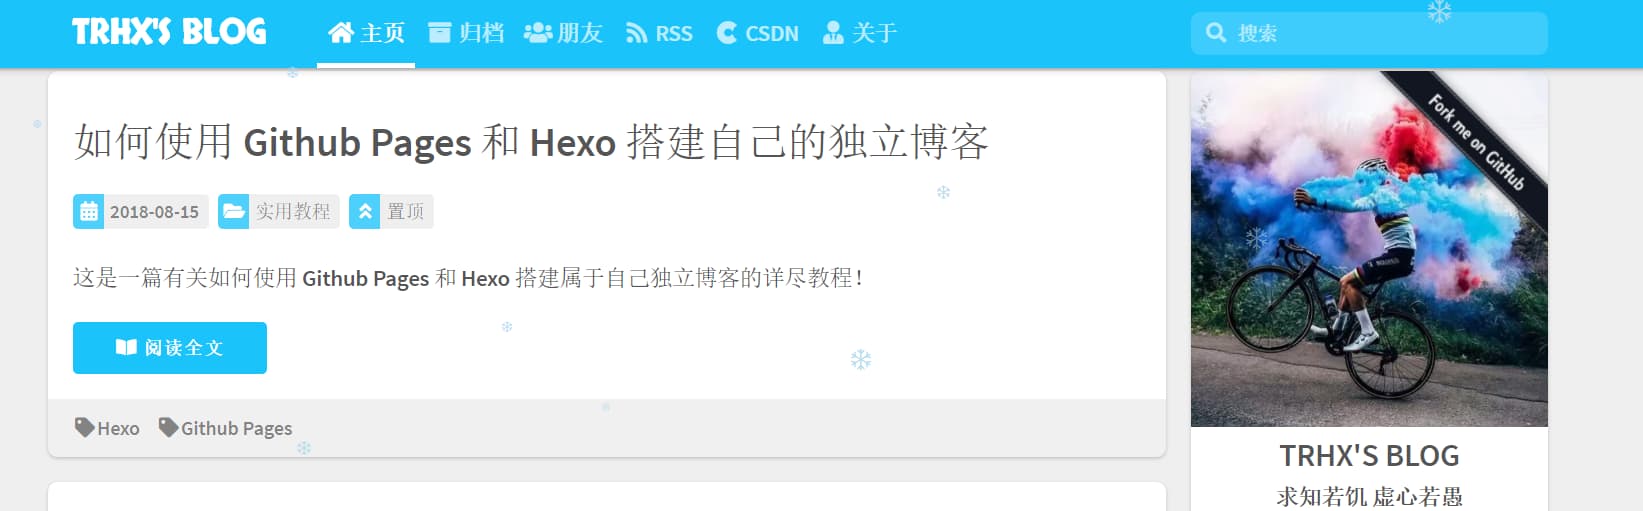 TRHX'S BLOG 主页 归档 朋友 RSS CSDN 关于 搜索
如何使用 Github Pages 和 Hexo 搭建自己的独立博客
2018-08-15 实用教程 置顶
这是一篇有关如何使用 Github Pages 和 Hexo 搭建属于自己独立博客的详尽教程！
阅读全文
Hexo Github Pages
Fork me on GitHub
TRHX'S BLOG
求知若饥 虚心若愚